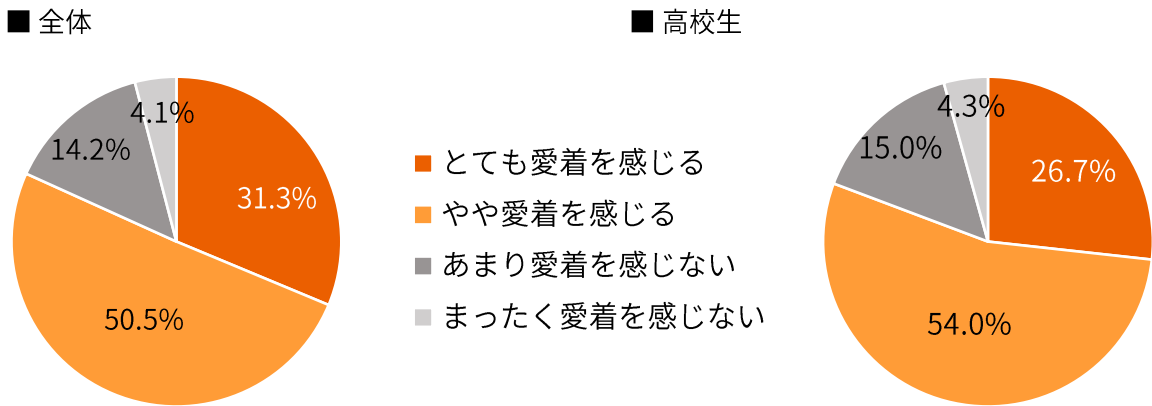 ■ 全体
■ 高校生
4.1%
14.2%
31.3%
50.5%
とても愛着を感じる
やや愛着を感じる
あまり愛着を感じない
まったく愛着を感じない
4.3%
15.0%
26.7%
54.0%